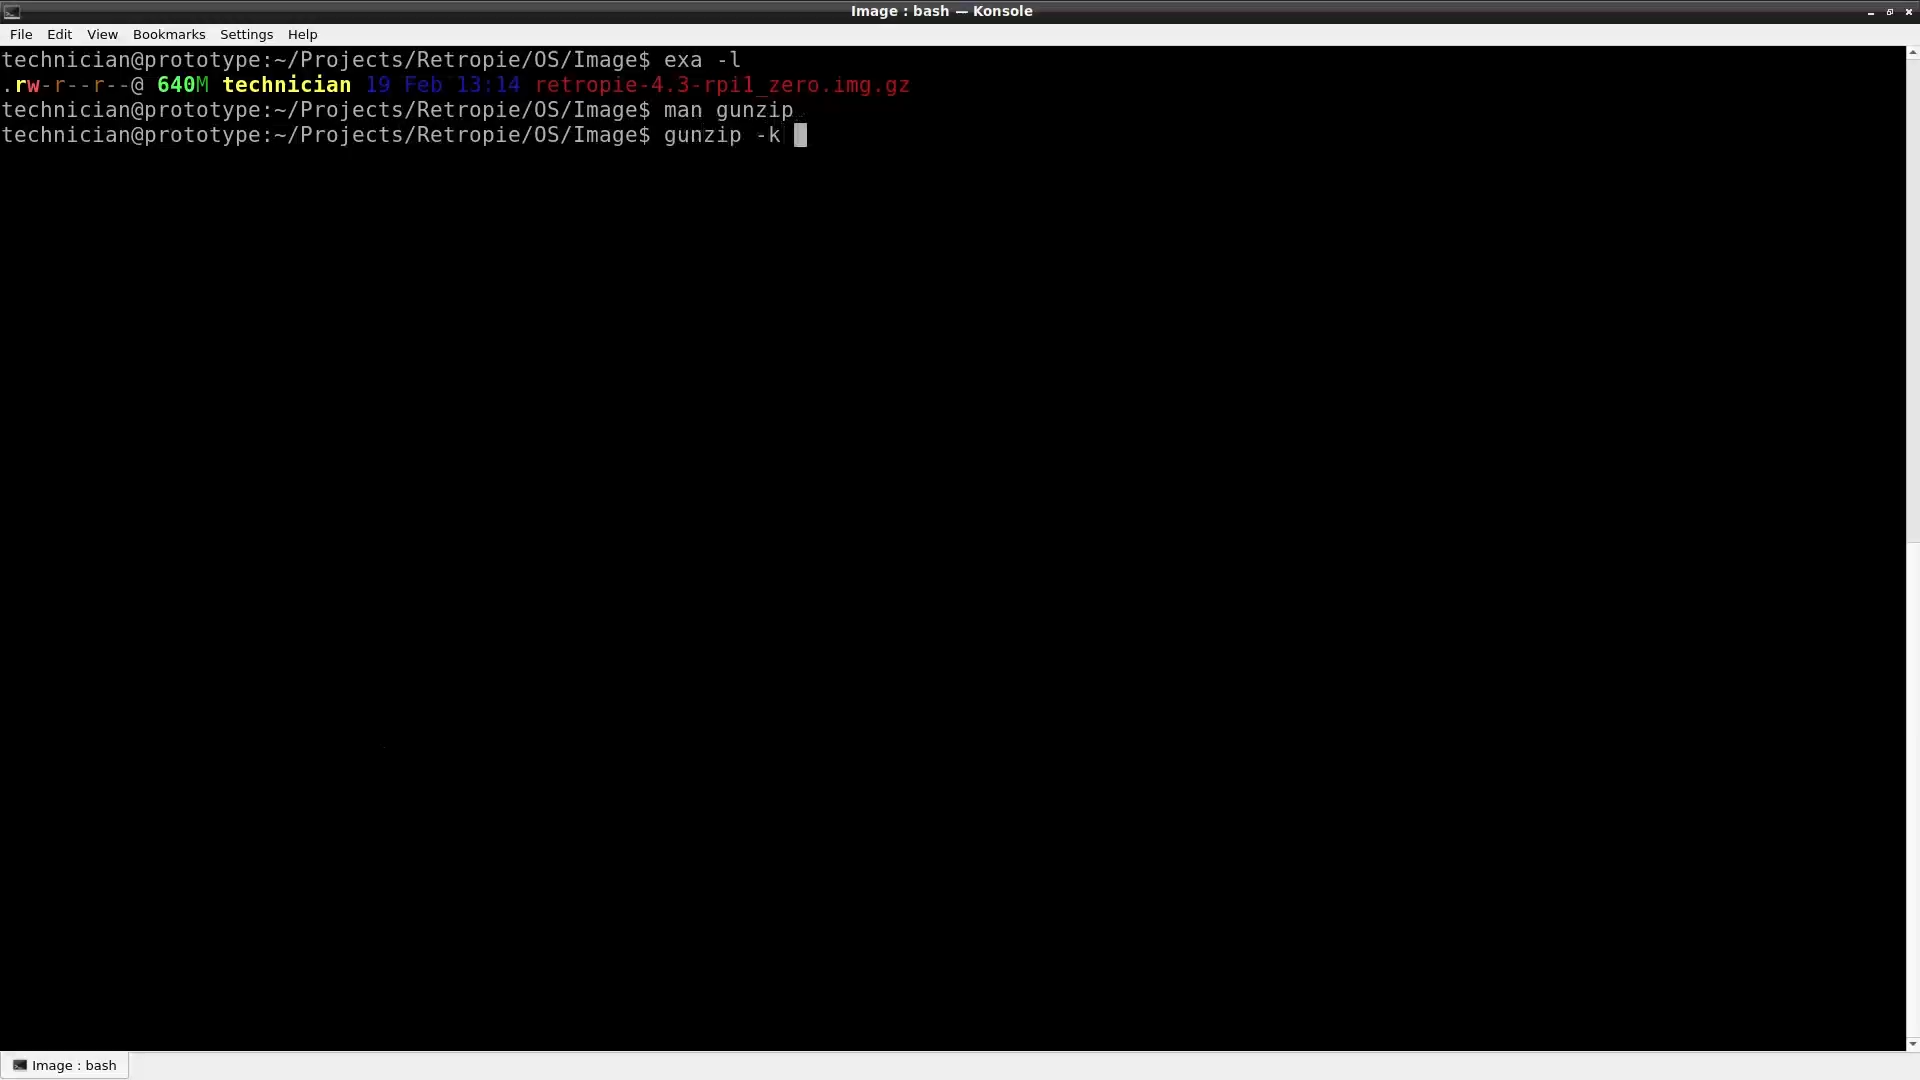 Image : bash — Konsole
File Edit View Bookmarks Settings Help
technician@prototype:~/Projects/Retropie/OS/Image$ exa -l
.rw-r--r--@ 640M technician 19 Feb 13:14 retropie-4.3-rpi1_zero.img.gz
technician@prototype:~/Projects/Retropie/OS/Image$ man gunzip
technician@prototype:~/Projects/Retropie/OS/Image$ gunzip -k
Image : bash